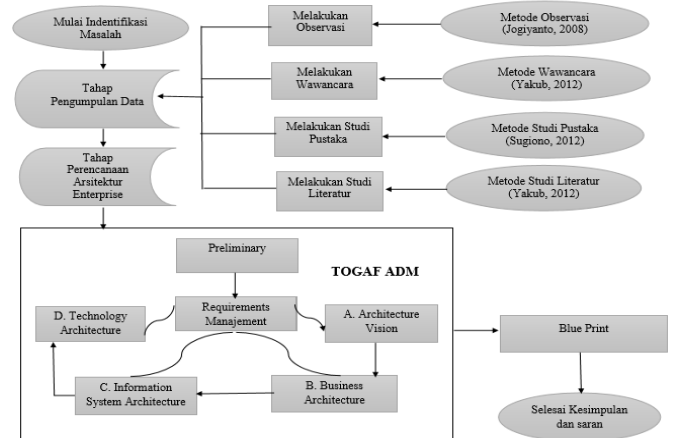 Mulai Indentifikasi
Masalah
Melakukan
Observasi
Metode Observasi
(Jogiyanto, 2008)
Tahap
Pengumpulan Data
Melakukan
Wawancara
Metode Wawancara
(Yakub, 2012)
Melakukan Studi
Pustaka
Metode Studi Pustaka
(Sugiono, 2012)
Tahap
Perencanaan
Arsitektur
Enterprise
Melakukan Studi
Literatur
Metode Studi Literatur
(Yakub, 2012)
Preliminary
TOGAF ADM
Requirements
Manajement
D. Technology
Architecture
A. Architecture
Vision
C. Information
System Architecture
B. Business
Architecture
Blue Print
Selesai Kesimpulan
dan saran